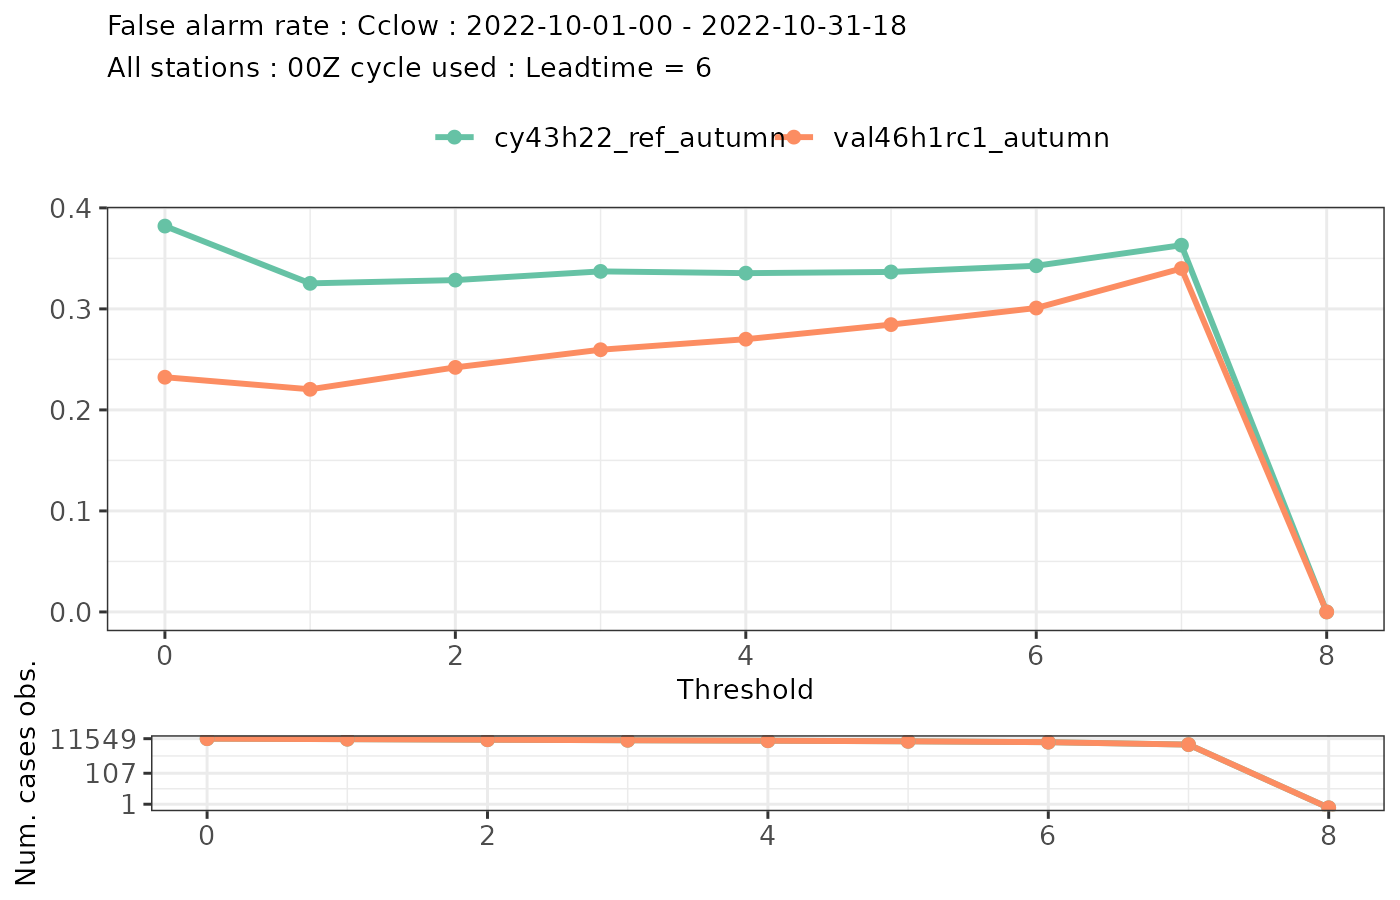 False alarm rate : Cclow : 2022-10-01-00 - 2022-10-31-18
All stations : 00Z cycle used : Leadtime = 6
cy43h22_ref_autumn val46h1rc1_autumn
0.4
0.3
0.2
0.1
0.0
0 2 4 6 8
Threshold
Num. cases obs.
11549
107
1
0 2 4 6 8